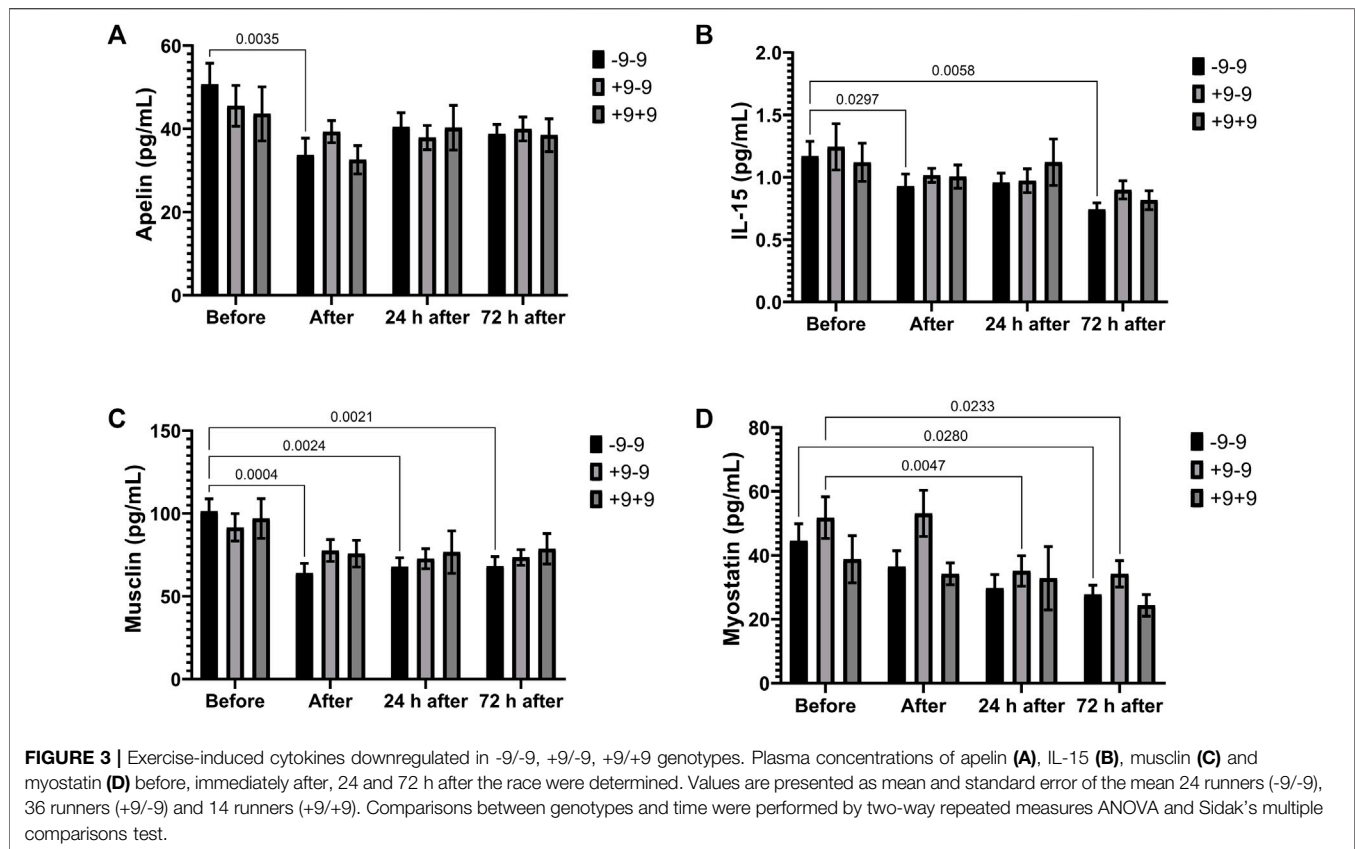 A
0.0035
Apelin (pg/mL)
60
40
20
0
Before After 24 h after 72 h after
-9-9
+9-9
+9+9
B
0.0058
0.0297
IL-15 (pg/mL)
2.0
1.5
1.0
0.5
0.0
Before After 24 h after 72 h after
-9-9
+9-9
+9+9
C
0.0021
0.0024
0.0004
Musclin (pg/mL)
150
100
50
0
Before After 24 h after 72 h after
-9-9
+9-9
+9+9
D
0.0233
0.0280
0.0047
Myostatin (pg/mL)
80
60
40
20
0
Before After 24 h after 72 h after
-9-9
+9-9
+9+9
FIGURE 3 | Exercise-induced cytokines downregulated in -9/-9, +9/-9, +9/+9 genotypes. Plasma concentrations of apelin (A), IL-15 (B), musclin (C) and
myostatin (D) before, immediately after, 24 and 72 h after the race were determined. Values are presented as mean and standard error of the mean 24 runners (-9/-9),
36 runners (+9/-9) and 14 runners (+9/+9). Comparisons between genotypes and time were performed by two-way repeated measures ANOVA and Sidak's multiple
comparisons test.